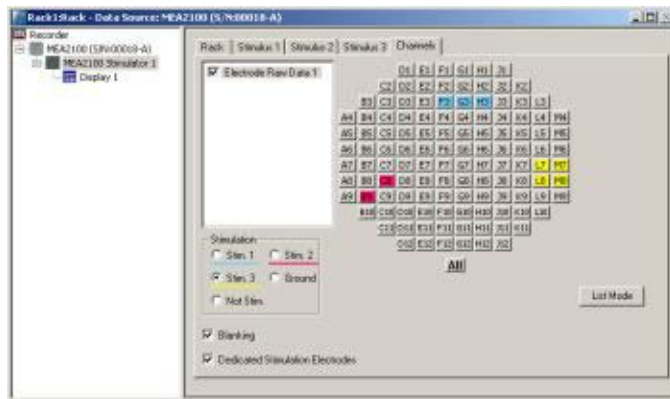 Rack1:Rack - Data Source: MEA2100 (S/N:00018-A)
Recorder
MEA2100 (S/N:00018-A)
MEA2100 Stimulator 1
Display 1
Rack Stimulus 1 Stimulus 2 Stimulus 3 Channels
Electrode Raw Data 1
D1 E1 F1 G1 H1 J1
C2 D2 E2 F2 G2 H2 J2 K2
B3 C3 D3 E3 F3 G3 H3 J3 K3 L3
A4 B4 C4 D4 E4 F4 G4 H4 J4 K4 L4 M4
A5 B5 C5 D5 E5 F5 G5 H5 J5 K5 L5 M5
A6 B6 C6 D6 E6 F6 G6 H6 J6 K6 L6 M6
A7 B7 C7 D7 E7 F7 G7 H7 J7 K7 L7 M7
A8 B8 C8 D8 E8 F8 G8 H8 J8 K8 L8 M8
A9 B9 C9 D9 E9 F9 G9 H9 J9 K9 L9 M9
B10 C10 D10 E10 F10 G10 H10 J10 K10 L10
C11 D11 E11 F11 G11 H11 J11 K11
D12 E12 F12 G12 H12 J12
All
Stimulation
Stim. 1 Stim. 2
Stim. 3 Ground
Not Stim.
List Mode
Blanking
Dedicated Stimulation Electrodes